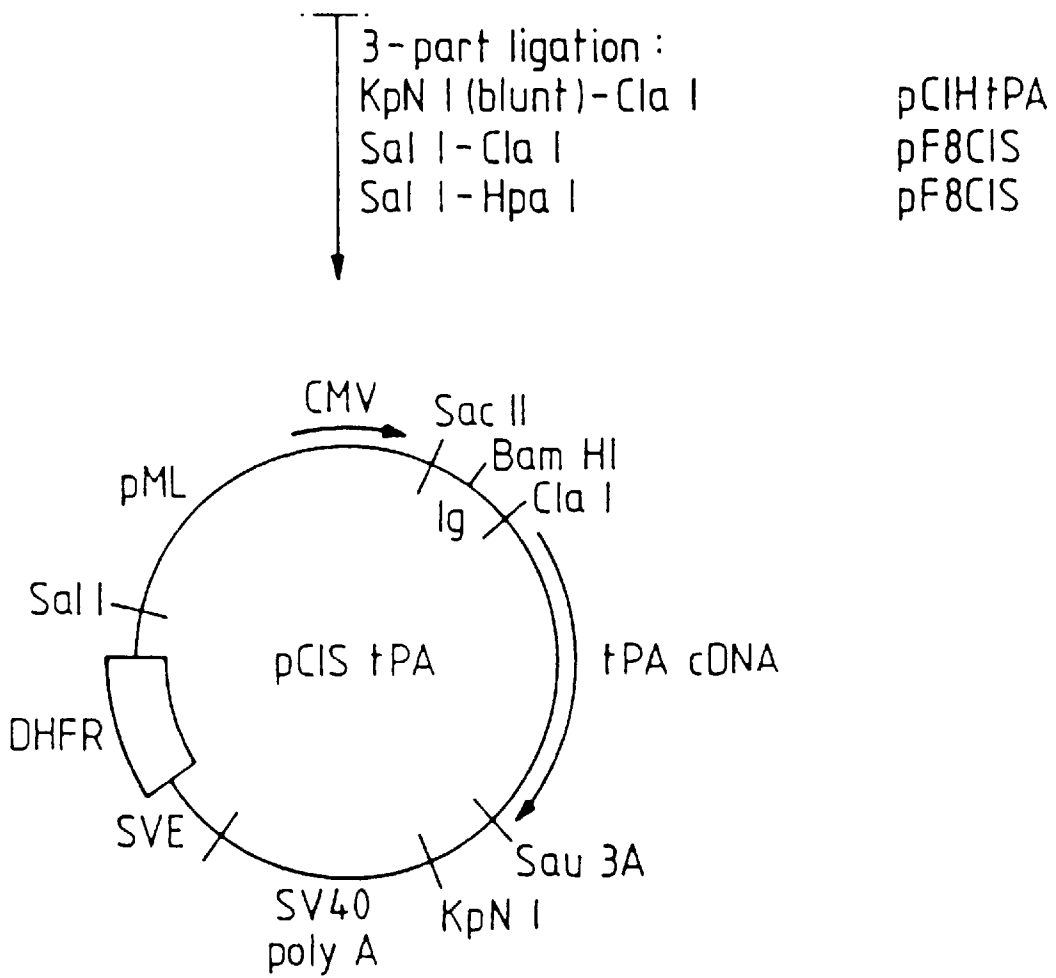 3-part ligation :
KpN I (blunt)-Cla I pCIHtPA
Sal I-Cla I pF8CIS
Sal I-Hpa I pF8CIS
CMV
Sac II
Bam HI
Cla I
pML
Ig
Sal I
pCIS tPA
tPA cDNA
DHFR
SVE
Sau 3A
KpN I
SV40
poly A